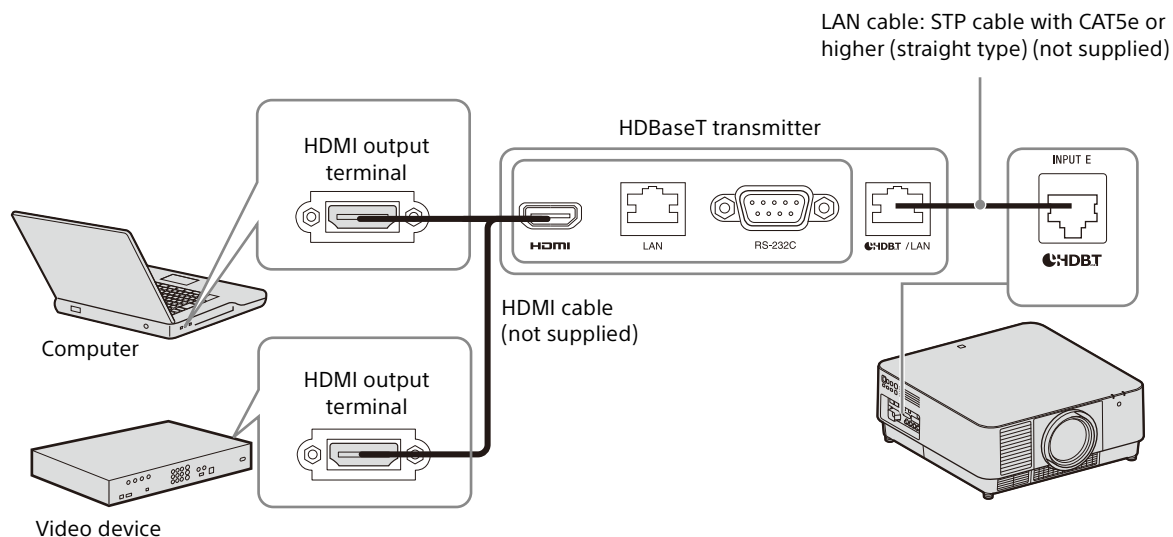 LAN cable: STP cable with CAT5e or
higher (straight type) (not supplied)
HDMI output
terminal
HDBaseT transmitter
INPUT E
HDMI
LAN
RS-232C
HDBT / LAN
HDBT
Computer
HDMI cable
(not supplied)
HDMI output
terminal
Video device